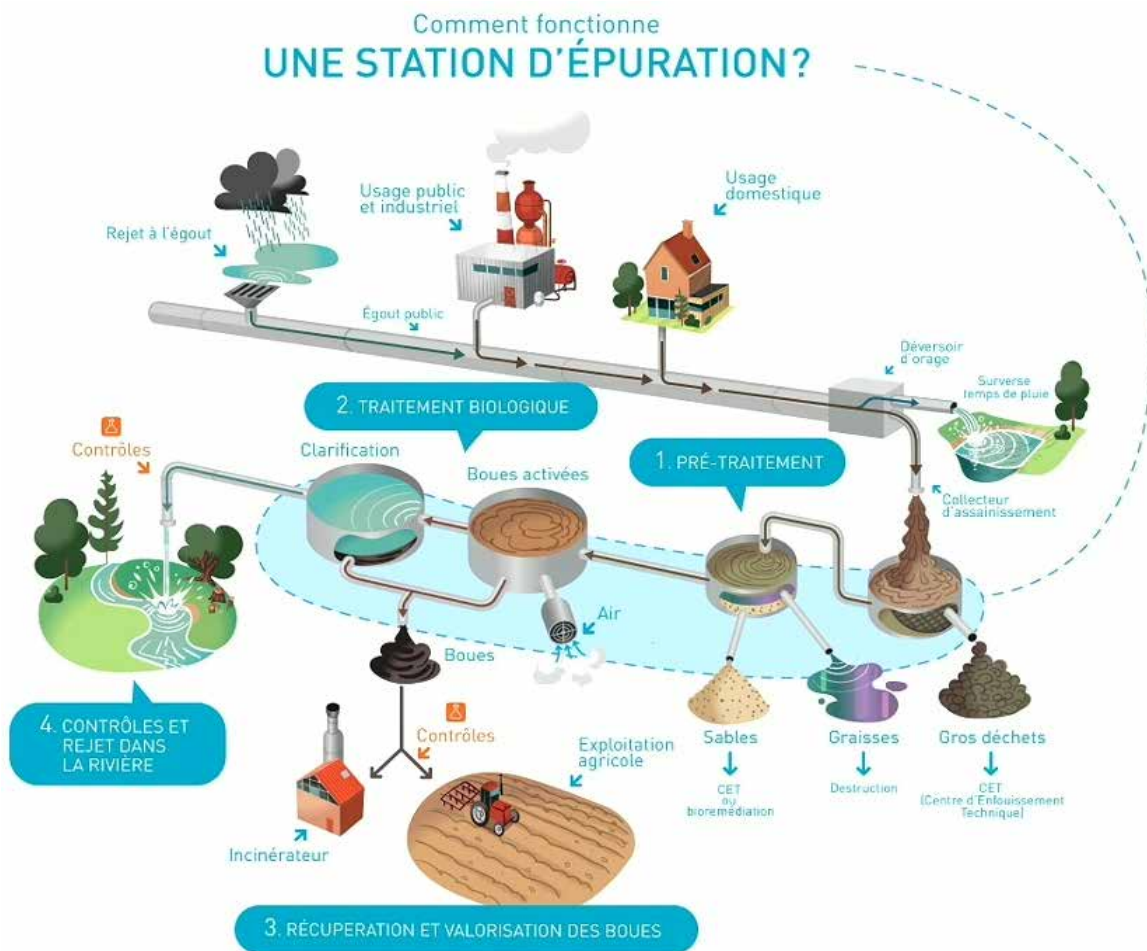 Comment fonctionne
UNE STATION D'ÉPURATION?
Rejet à l'égout
Usage public
et industriel
Usage
domestique
Égout public
Déversoir
d'orage
Surverse
temps de pluie
Collecteur
d'assainissement
1. PRÉ-TRAITEMENT
2. TRAITEMENT BIOLOGIQUE
Contrôles
Clarification
Boues activées
Air
Boues
Sables
CET
ou
bioremédiation
Graisses
Destruction
Gros déchets
CET
(Centre d'Enfouissement
Technique)
4. CONTRÔLES ET
REJET DANS
LA RIVIÈRE
Contrôles
Exploitation
agricole
Incinérateur
3. RÉCUPERATION ET VALORISATION DES BOUES